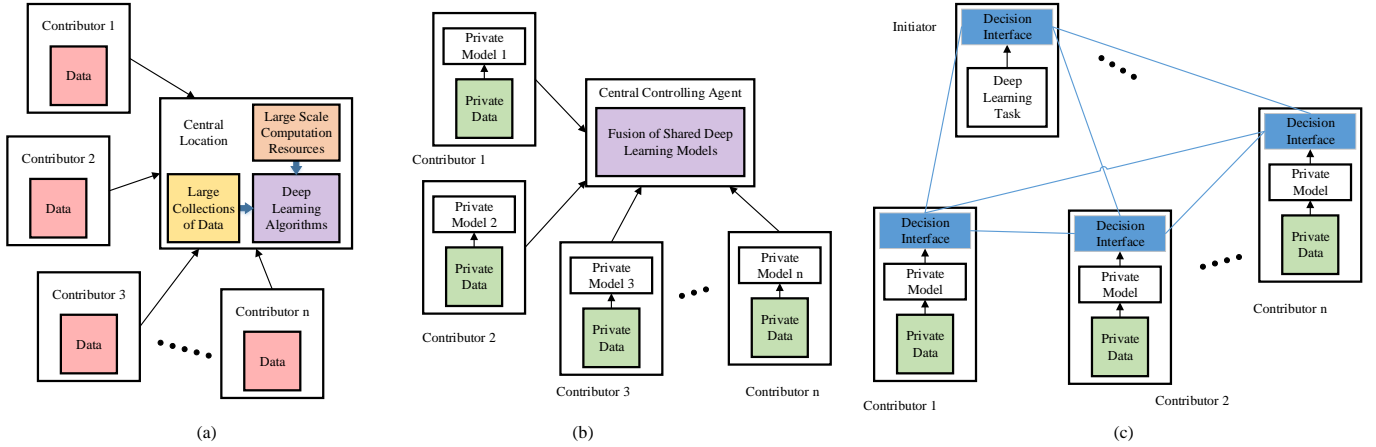 Contributor 1
Data
Contributor 2
Data
Contributor 3
Data
Contributor n
Data
Central
Location
Large Scale
Computation
Resources
Large
Collections
of Data
Deep
Learning
Algorithms
(a)
Private
Model 1
Private
Data
Contributor 1
Private
Model 2
Private
Data
Contributor 2
Private
Model 3
Private
Data
Contributor 3
Private
Model n
Private
Data
Contributor n
Central Controlling Agent
Fusion of Shared Deep
Learning Models
(b)
Initiator
Decision
Interface
Deep
Learning
Task
Decision
Interface
Private
Model
Private
Data
Contributor 1
Decision
Interface
Private
Model
Private
Data
Contributor 2
Decision
Interface
Private
Model
Private
Data
Contributor n
(c)